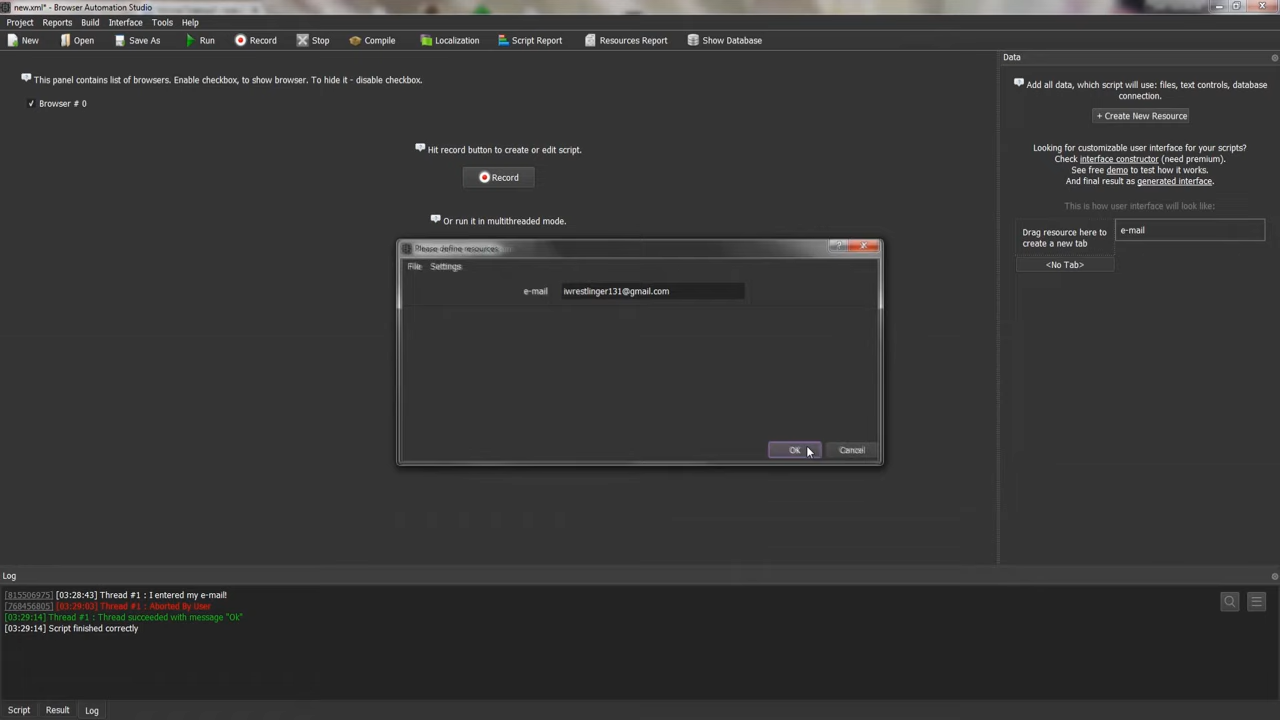 new.xml* - Browser Automation Studio
Project Reports Build Interface Tools Help
New Open Save As Run Record Stop Compile Localization Script Report Resources Report Show Database
This panel contains list of browsers. Enable checkbox, to show browser. To hide it - disable checkbox.
Browser # 0
Hit record button to create or edit script.
Record
Or run it in multithreaded mode.
Please define resources
File Settings
e-mail iwrestlinger131@gmail.com
OK Cancel
Data
Add all data, which script will use: files, text controls, database
connection.
+ Create New Resource
Looking for customizable user interface for your scripts?
Check interface constructor (need premium).
See free demo to test how it works.
And final result as generated interface.
This is how user interface will look like:
Drag resource here to
create a new tab
<No Tab>
e-mail
Log
[815506975] [03:28:43] Thread #1 : I entered my e-mail!
[768456805] [03:29:03] Thread #1 : Aborted By User
[03:29:14] Thread #1 : Thread succeeded with message "Ok"
[03:29:14] Script finished correctly
Script Result Log